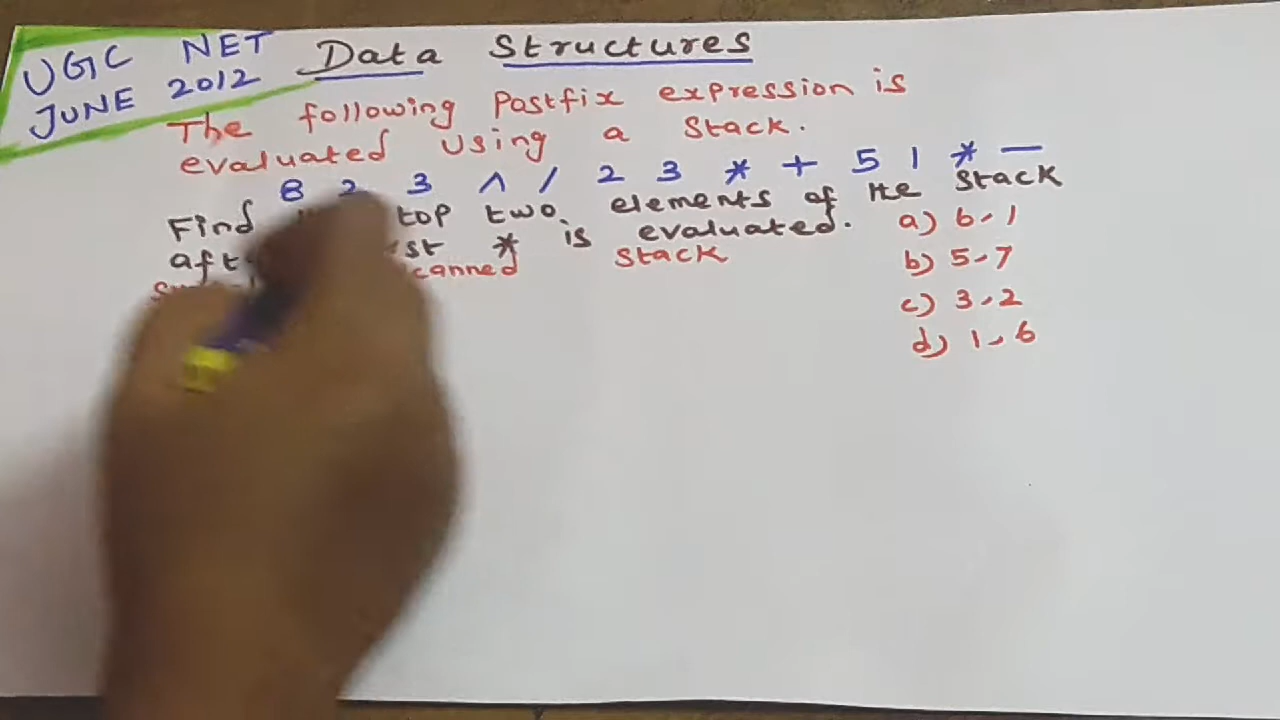 UGC NET
JUNE 2012
Data Structures
The following Postfix expression is
evaluated using a stack.
8 2 3 ^ / 2 3 * + 5 1 * -
Find top two elements of the stack
* is evaluated.
Stack
a) 6, 1
b) 5, 7
c) 3, 2
d) 1, 6